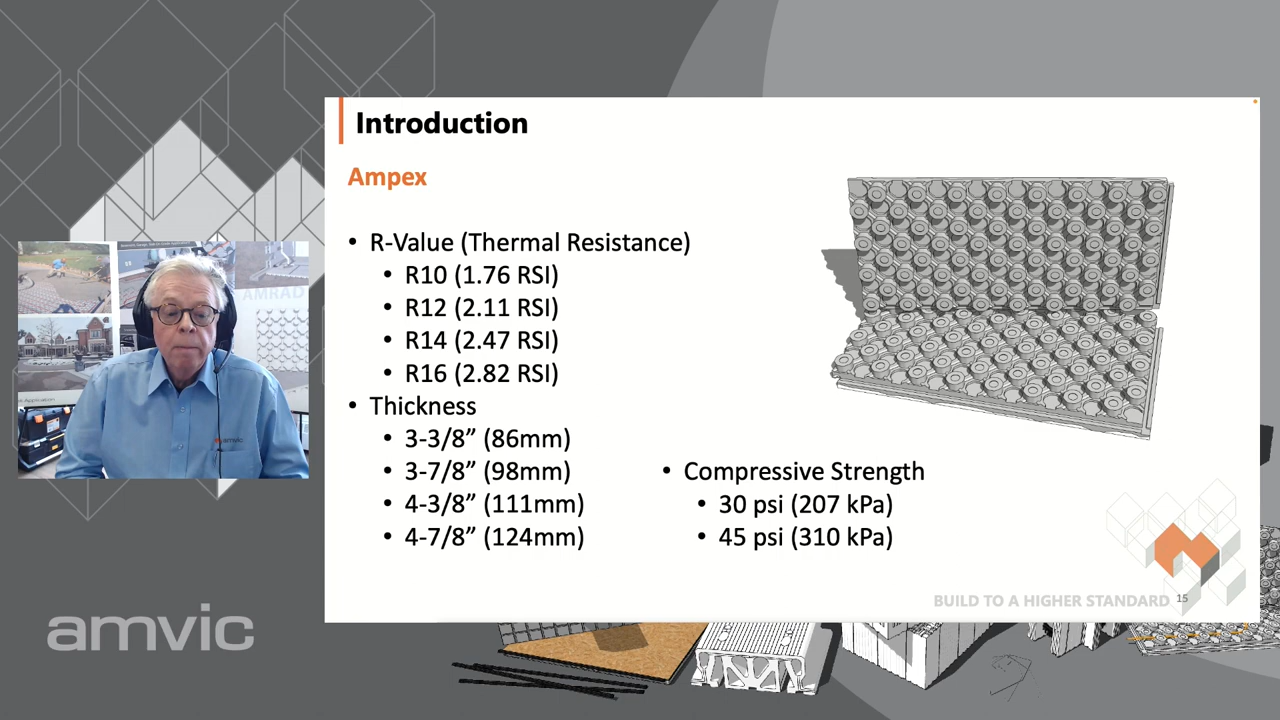 Introduction
Ampex
• R-Value (Thermal Resistance)
• R10 (1.76 RSI)
• R12 (2.11 RSI)
• R14 (2.47 RSI)
• R16 (2.82 RSI)
• Thickness
• 3-3/8” (86mm)
• 3-7/8” (98mm)
• 4-3/8” (111mm)
• 4-7/8” (124mm)
• Compressive Strength
• 30 psi (207 kPa)
• 45 psi (310 kPa)
BUILD TO A HIGHER STANDARD 15
AMRAD
amvic
amvic